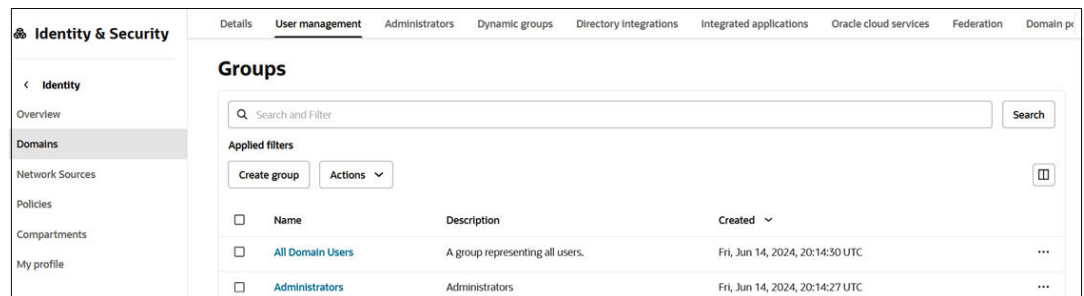 Identity & Security
Details User management Administrators Dynamic groups Directory integrations Integrated applications Oracle cloud services Federation Domain
Identity
Overview
Domains
Network Sources
Policies
Compartments
My profile
Groups
Search and Filter
Search
Applied filters
Create group Actions
Name Description Created
All Domain Users A group representing all users. Fri, Jun 14, 2024, 20:14:30 UTC
Administrators Administrators Fri, Jun 14, 2024, 20:14:27 UTC